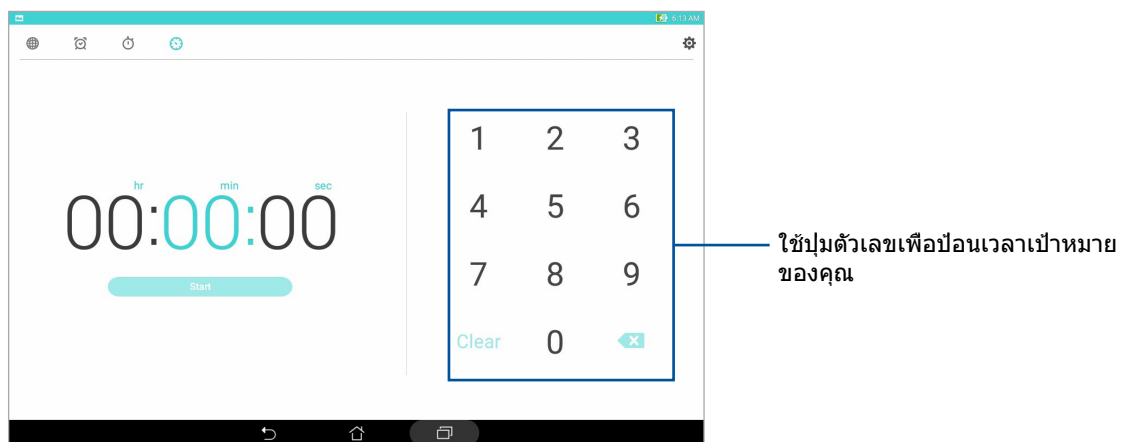 6:13 AM
hr min sec
00:00:00
Start
1 2 3
4 5 6
7 8 9
Clear 0
ใช้ปุ่มตัวเลขเพื่อป้อนเวลาเป้าหมาย
ของคุณ